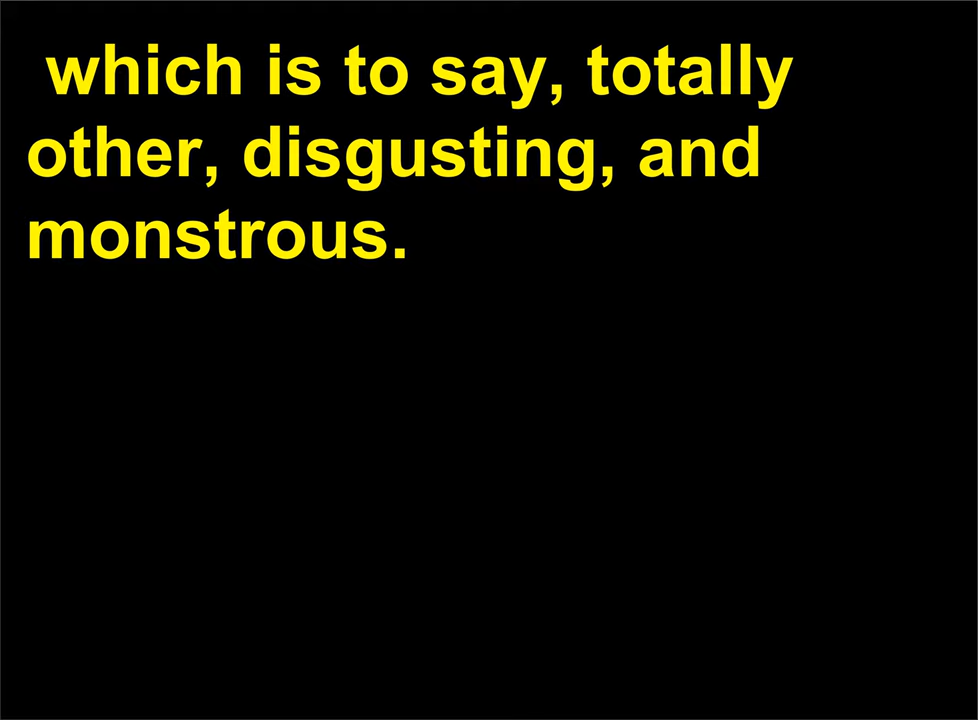 which is to say, totally
other, disgusting, and
monstrous.